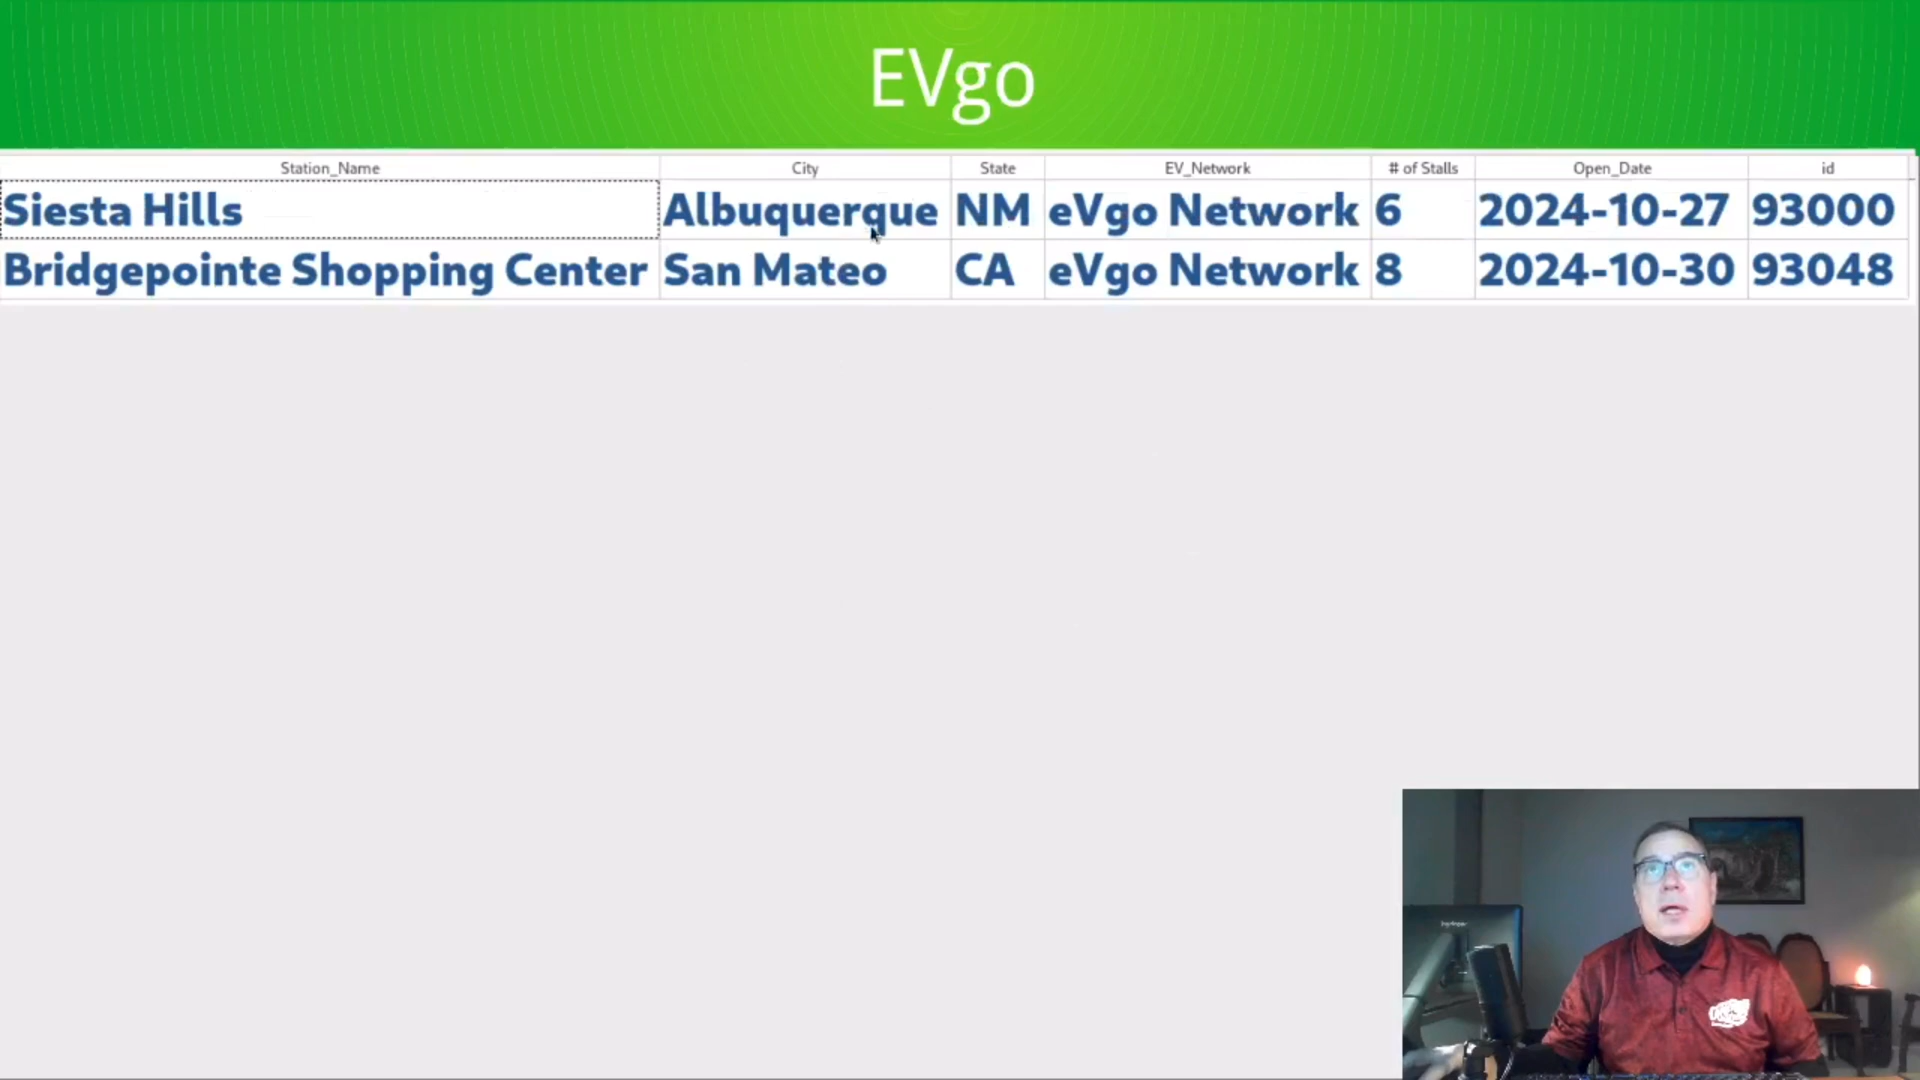 EVgo
Station_Name City State EV_Network # of Stalls Open_Date id
Siesta Hills Albuquerque NM eVgo Network 6 2024-10-27 93000
Bridgepointe Shopping Center San Mateo CA eVgo Network 8 2024-10-30 93048